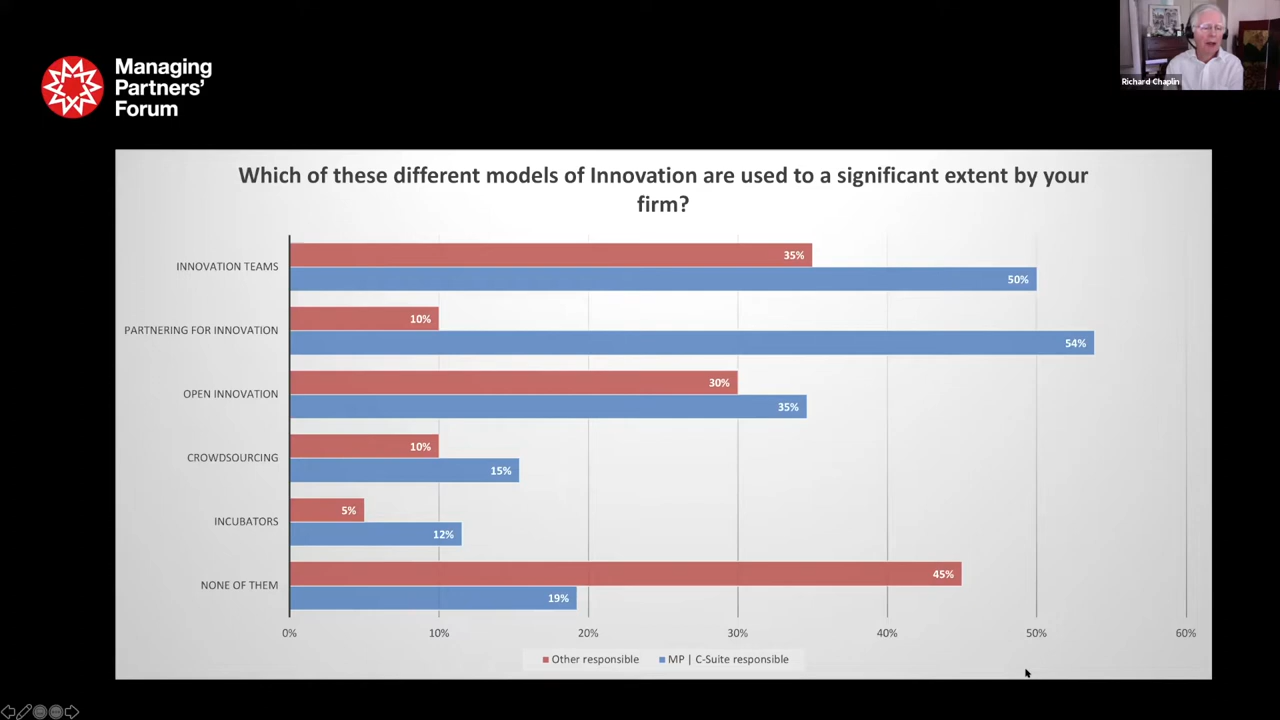 Managing
Partners'
Forum
Richard Chaplin
Which of these different models of Innovation are used to a significant extent by your
firm?
INNOVATION TEAMS
35%
50%
PARTNERING FOR INNOVATION
10%
54%
OPEN INNOVATION
30%
35%
CROWDSOURCING
10%
15%
INCUBATORS
5%
12%
NONE OF THEM
45%
19%
0% 10% 20% 30% 40% 50% 60%
Other responsible MP | C-Suite responsible